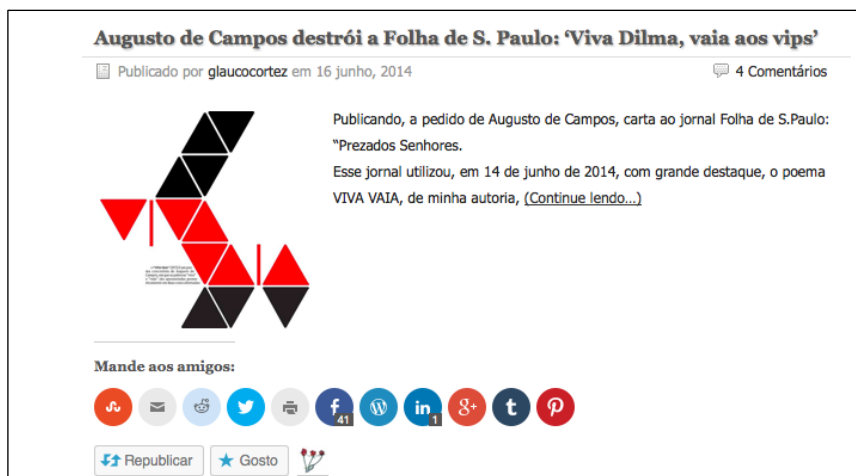 Augusto de Campos destrói a Folha de S. Paulo: ‘Viva Dilma, vaia aos vips’
Publicado por glaucocortez em 16 junho, 2014
4 Comentários
Publicando, a pedido de Augusto de Campos, carta ao jornal Folha de S.Paulo:
“Prezados Senhores.
Esse jornal utilizou, em 14 de junho de 2014, com grande destaque, o poema
VIVA VAIA, de minha autoria, (Continue lendo...)
Mande aos amigos:
41
in
1
g+
t
Republicar
Gosto